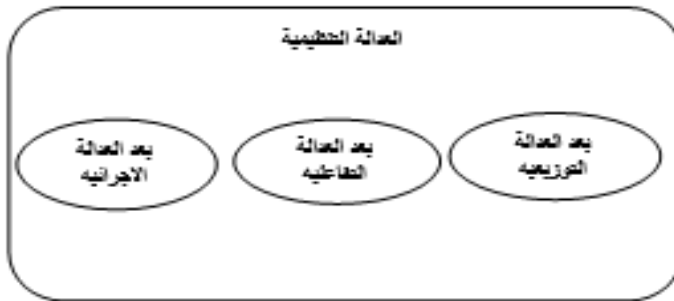 العدالة التنظيمية
بعد العدالة
التوزيعيه
بعد العدالة
التفاعليه
بعد العدالة
الاجرائيه